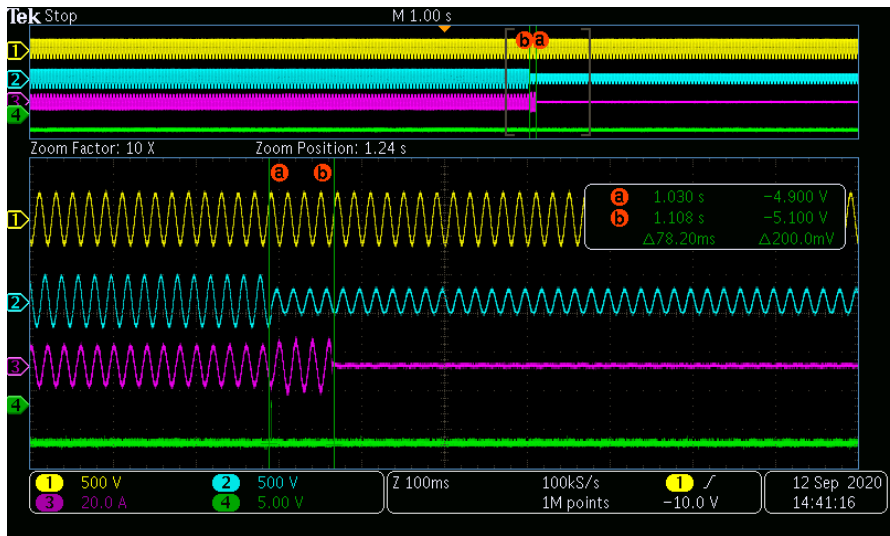 Tek Stop
M 1.00 s
b a
1
2
3
4
Zoom Factor: 10 X
Zoom Position: 1.24 s
a b
1
2
3
4
a 1.030 s −4.900 V
b 1.108 s −5.100 V
△78.20ms △200.0mV
1 500 V 2 500 V Z 100ms 100kS/s 1 12 Sep 2020
3 20.0 A 4 5.00 V 1M points −10.0 V 14:41:16